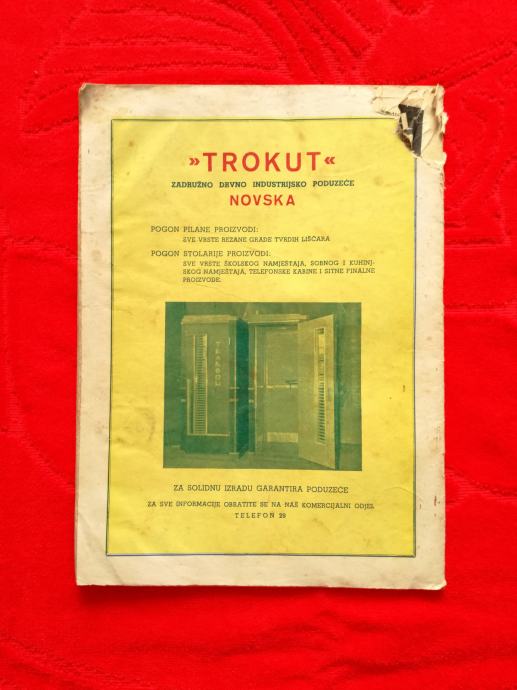 »TROKUT«
ZADRUŽNO DRVNO INDUSTRIJSKO PODUZEĆE
NOVSKA
POGON PILANE PROIZVODI:
SVE VRSTE REZANE GRAĐE TVRDIH LIŠĆARA
POGON STOLARIJE PROIZVODI:
SVE VRSTE ŠKOLSKOG NAMJEŠTAJA, SOBNOG I KUHINJ-
SKOG NAMJEŠTAJA, TELEFONSKE KABINE I SITNE FINALNE
PROIZVODE.
ZA SOLIDNU IZRADU GARANTIRA PODUZEĆE
ZA SVE INFORMACIJE OBRATITE SE NA NAŠ KOMERCIJALNI ODJEL
TELEFON 29